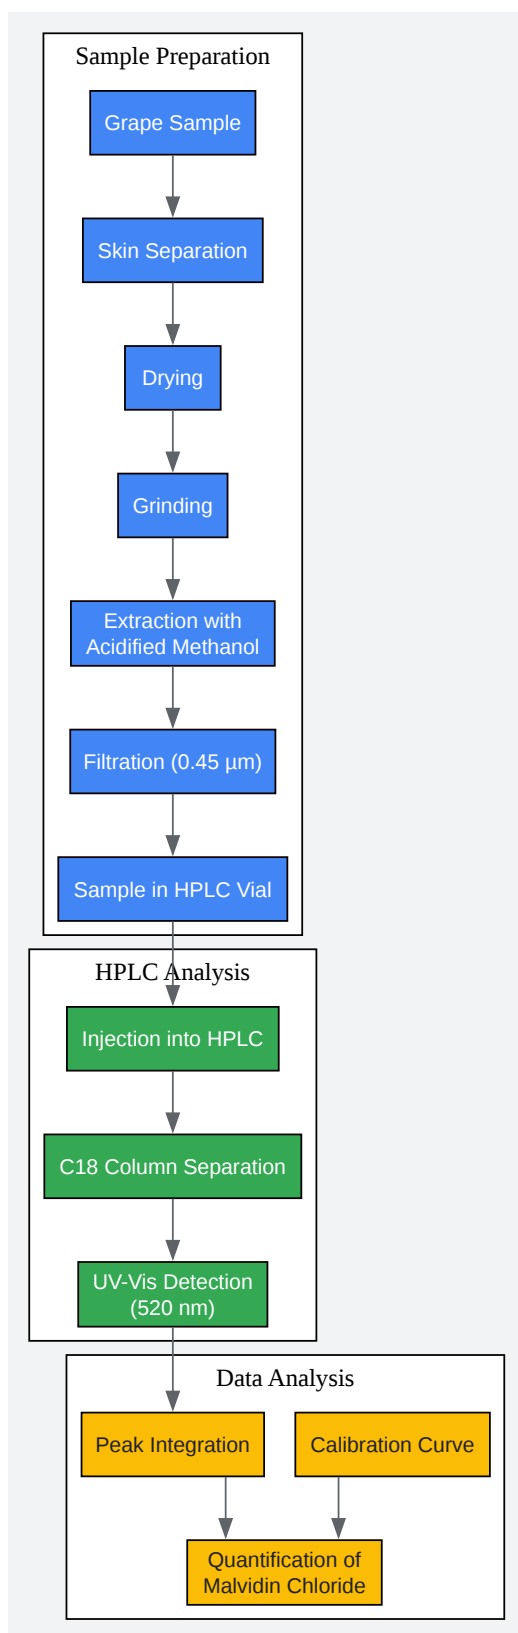 Sample Preparation
Grape Sample
Skin Separation
Drying
Grinding
Extraction with
Acidified Methanol
Filtration (0.45 µm)
Sample in HPLC Vial
HPLC Analysis
Injection into HPLC
C18 Column Separation
UV-Vis Detection
(520 nm)
Data Analysis
Peak Integration
Calibration Curve
Quantification of
Malvidin Chloride